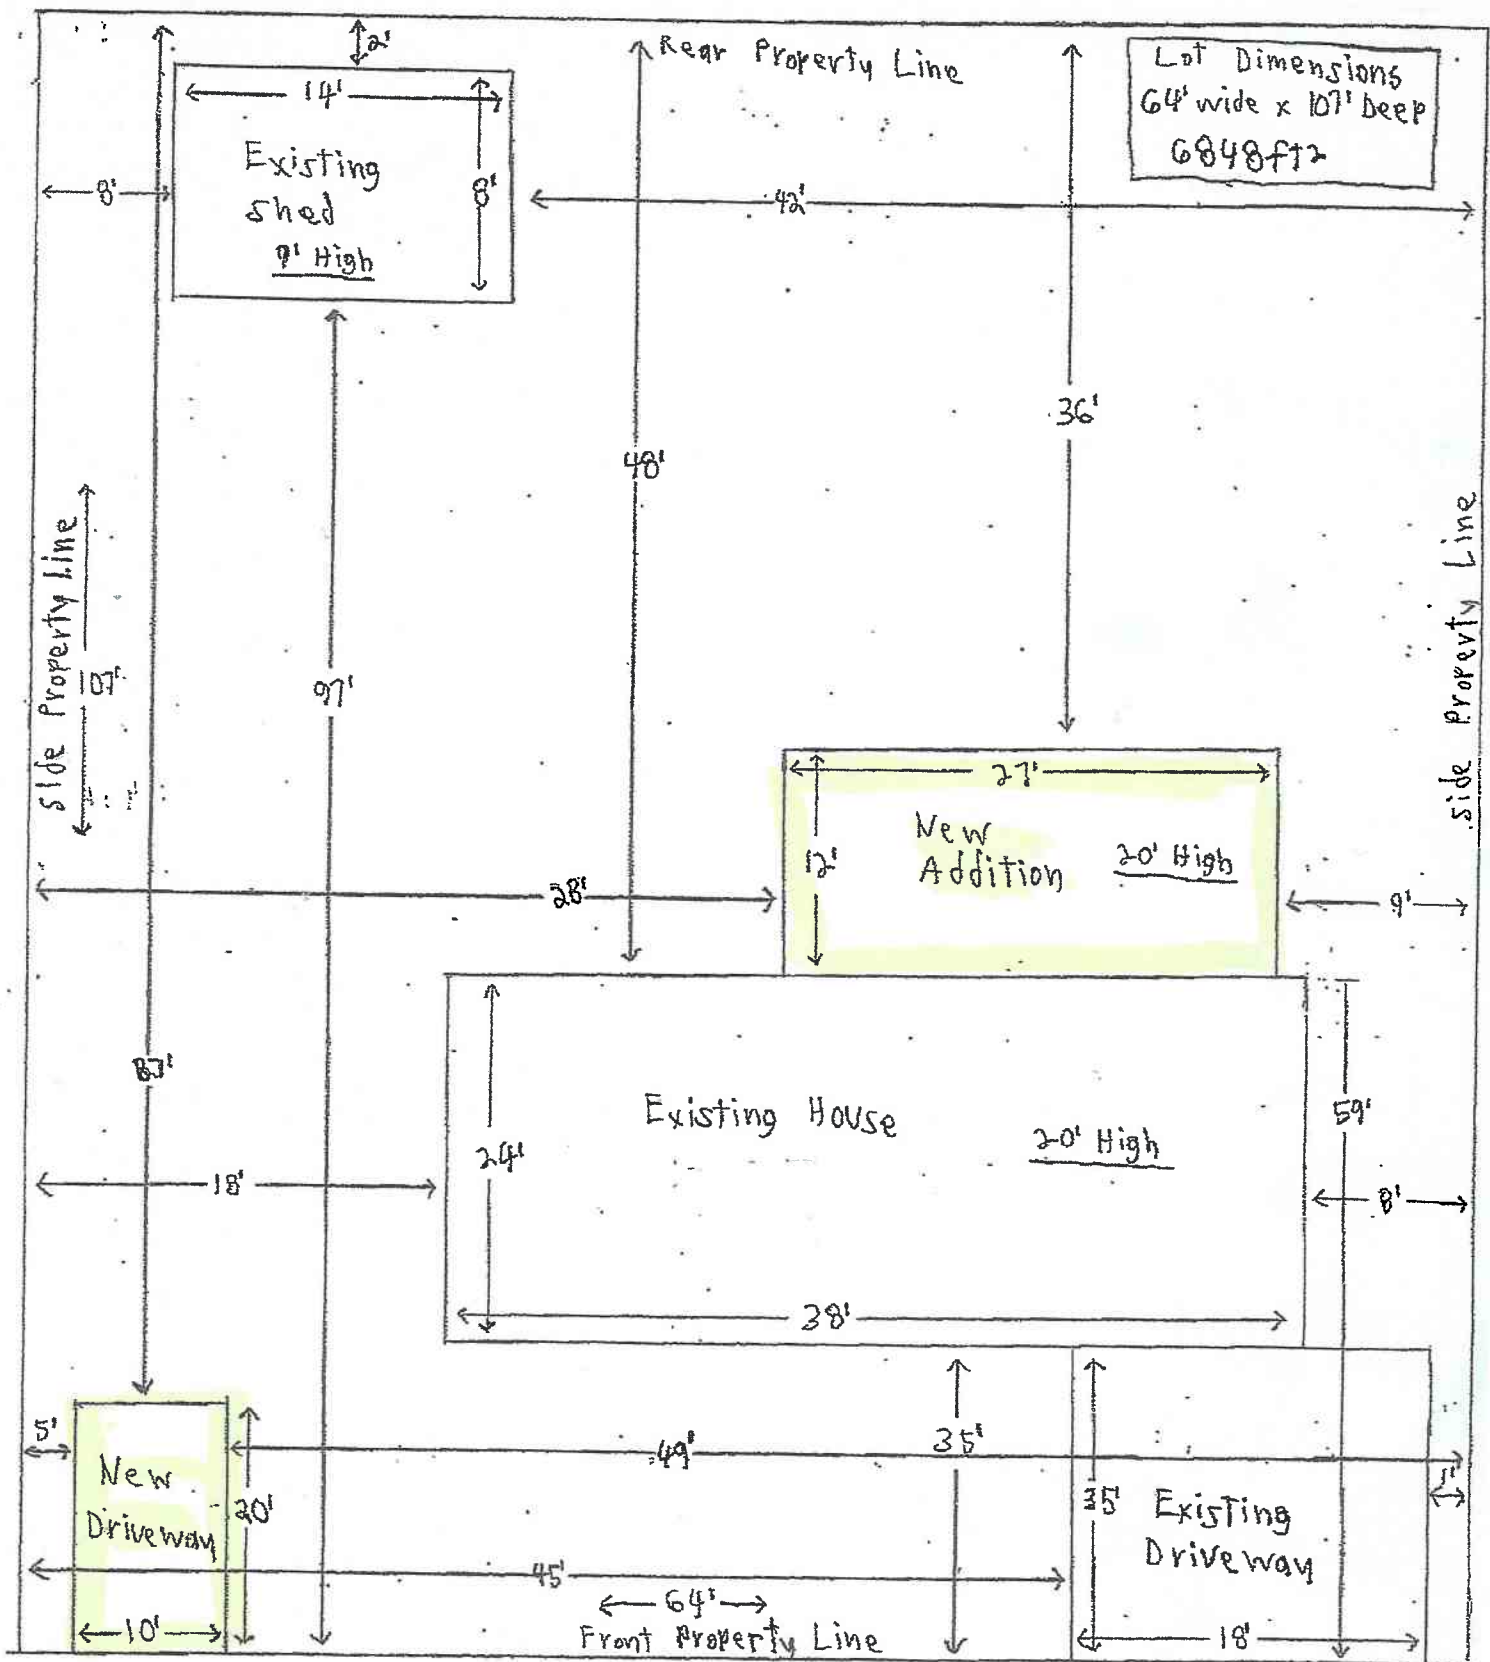 2'
Rear Property Line
Lot Dimensions
64' wide x 107' Deep
6848ft2
14'
Existing
Shed
9' High
8'
8'
42'
36'
48'
Side Property Line
107'
97'
side Property Line
27'
New
Addition
20' High
12'
28'
9'
87'
Existing House
20' High
24'
59'
18'
8'
38'
5'
New
Driveway
20'
10'
49'
35'
35'
Existing
Driveway
1'
45'
64'
Front Property Line
18'